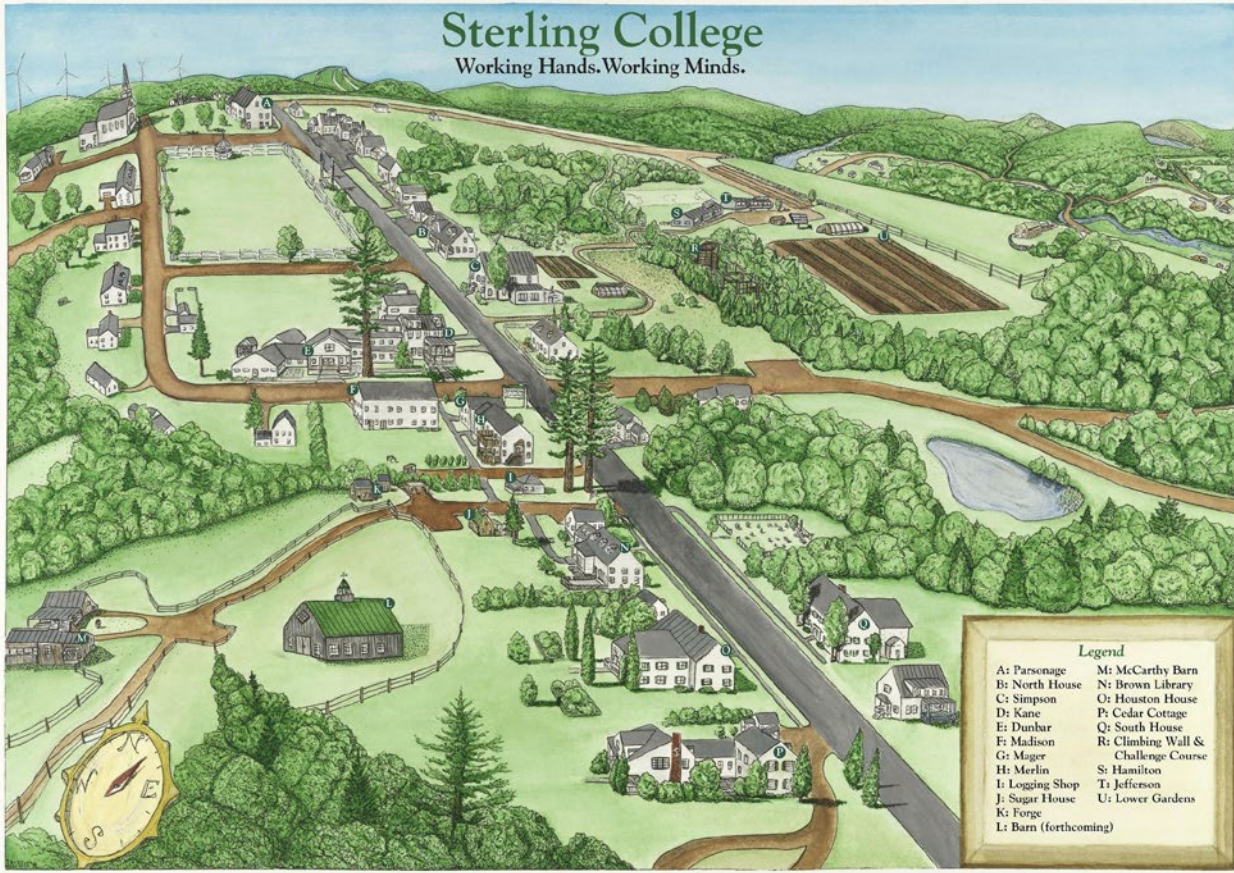 Sterling College
Working Hands.Working Minds.
A
B
S
T
R
U
C
D
E
F
G
H
I
K
J
N
L
M
Q
O
P
N
W
E
S
Legend
A: Parsonage
B: North House
C: Simpson
D: Kane
E: Dunbar
F: Madison
G: Mager
H: Merlin
I: Logging Shop
J: Sugar House
K: Forge
L: Barn (forthcoming)
M: McCarthy Barn
N: Brown Library
O: Houston House
P: Cedar Cottage
Q: South House
R: Climbing Wall &
Challenge Course
S: Hamilton
T: Jefferson
U: Lower Gardens